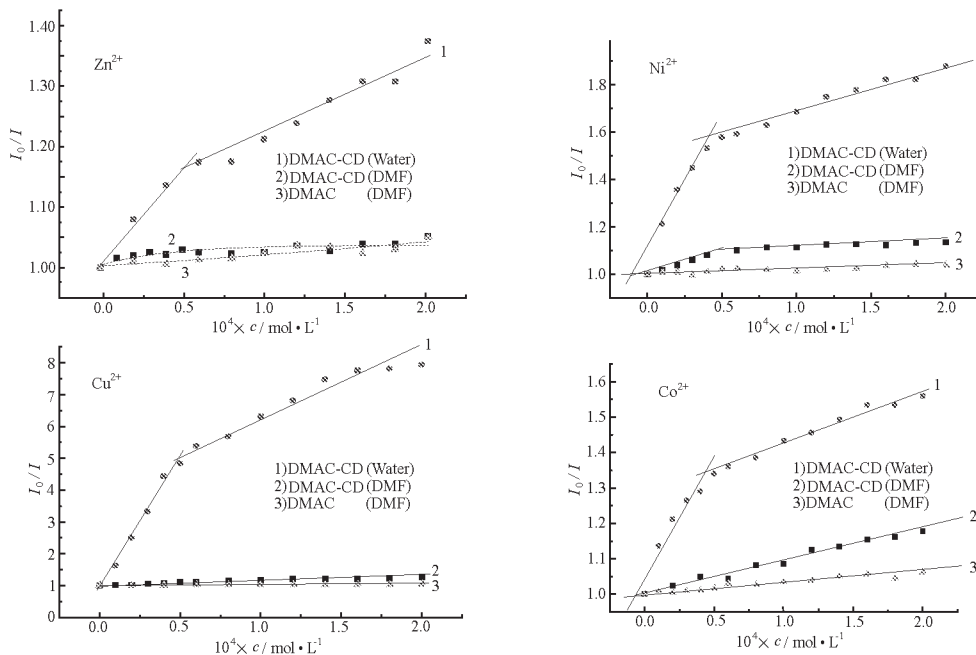 1.40
1.30
1.20
1.10
1.00
I₀/I
Zn²⁺
1
1)DMAC-CD(Water)
2)DMAC-CD(DMF)
3)DMAC (DMF)
2
3
0.0 0.5 1.0 1.5 2.0
10⁴× c / mol • L⁻¹
1.8
1.6
1.4
1.2
1.0
I₀/I
Ni²⁺
1
1)DMAC-CD(Water)
2)DMAC-CD(DMF)
3)DMAC (DMF)
2
3
0.0 0.5 1.0 1.5 2.0
10⁴× c / mol • L⁻¹
8
7
6
5
4
3
2
1
0
I₀/I
Cu²⁺
1
1)DMAC-CD(Water)
2)DMAC-CD(DMF)
3)DMAC (DMF)
2
3
0.0 0.5 1.0 1.5 2.0
10⁴× c / mol • L⁻¹
1.6
1.5
1.4
1.3
1.2
1.1
1.0
I₀/I
Co²⁺
1
1)DMAC-CD(Water)
2)DMAC-CD(DMF)
3)DMAC (DMF)
2
3
0.0 0.5 1.0 1.5 2.0
10⁴× c / mol • L⁻¹